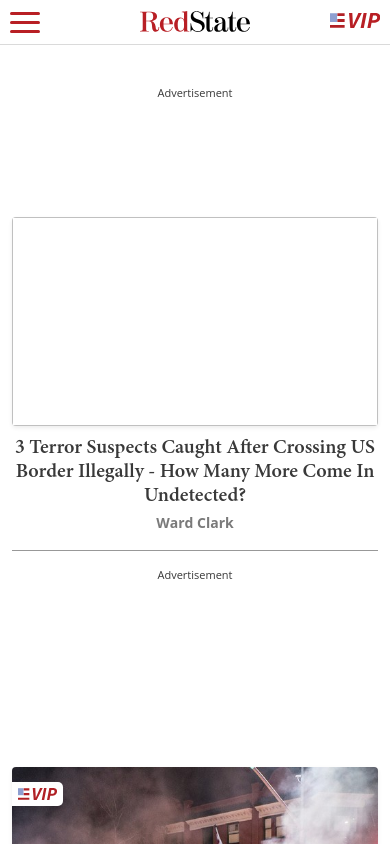 RedState
VIP
Advertisement
3 Terror Suspects Caught After Crossing US
Border Illegally - How Many More Come In
Undetected?
Ward Clark
Advertisement
VIP